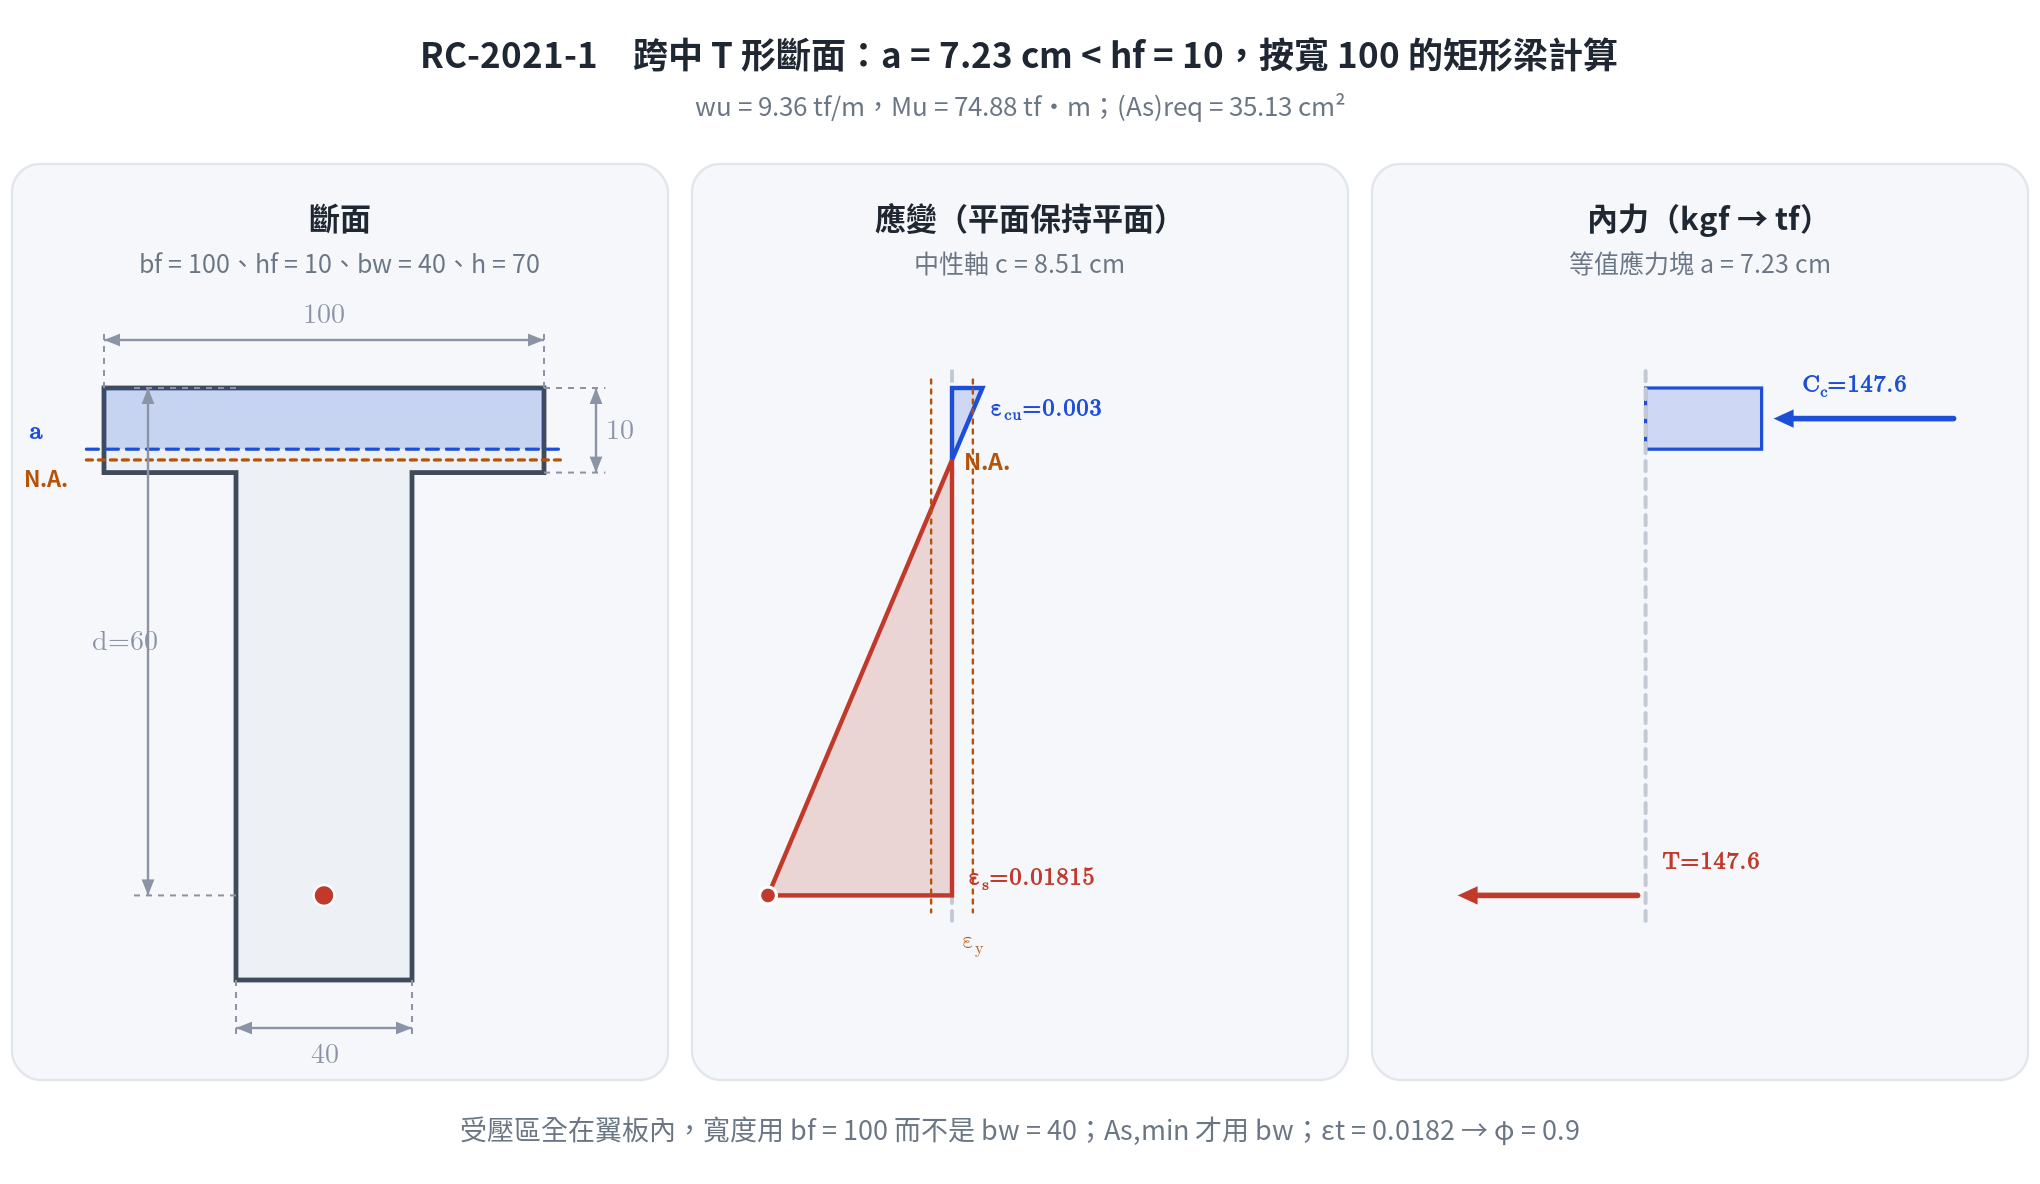 RC-2021-1　跨中 T 形斷面：a = 7.23 cm < hf = 10，按寬 100 的矩形梁計算
wu = 9.36 tf/m，Mu = 74.88 tf·m；(As)req = 35.13 cm²
斷面
bf = 100、hf = 10、bw = 40、h = 70
100
10
a
N.A.
d=60
40
應變（平面保持平面）
中性軸 c = 8.51 cm
εcu=0.003
N.A.
εs=0.01815
εy
內力（kgf → tf）
等值應力塊 a = 7.23 cm
Cc=147.6
T=147.6
受壓區全在翼板內，寬度用 bf = 100 而不是 bw = 40；As,min 才用 bw；εt = 0.0182 → ϕ = 0.9